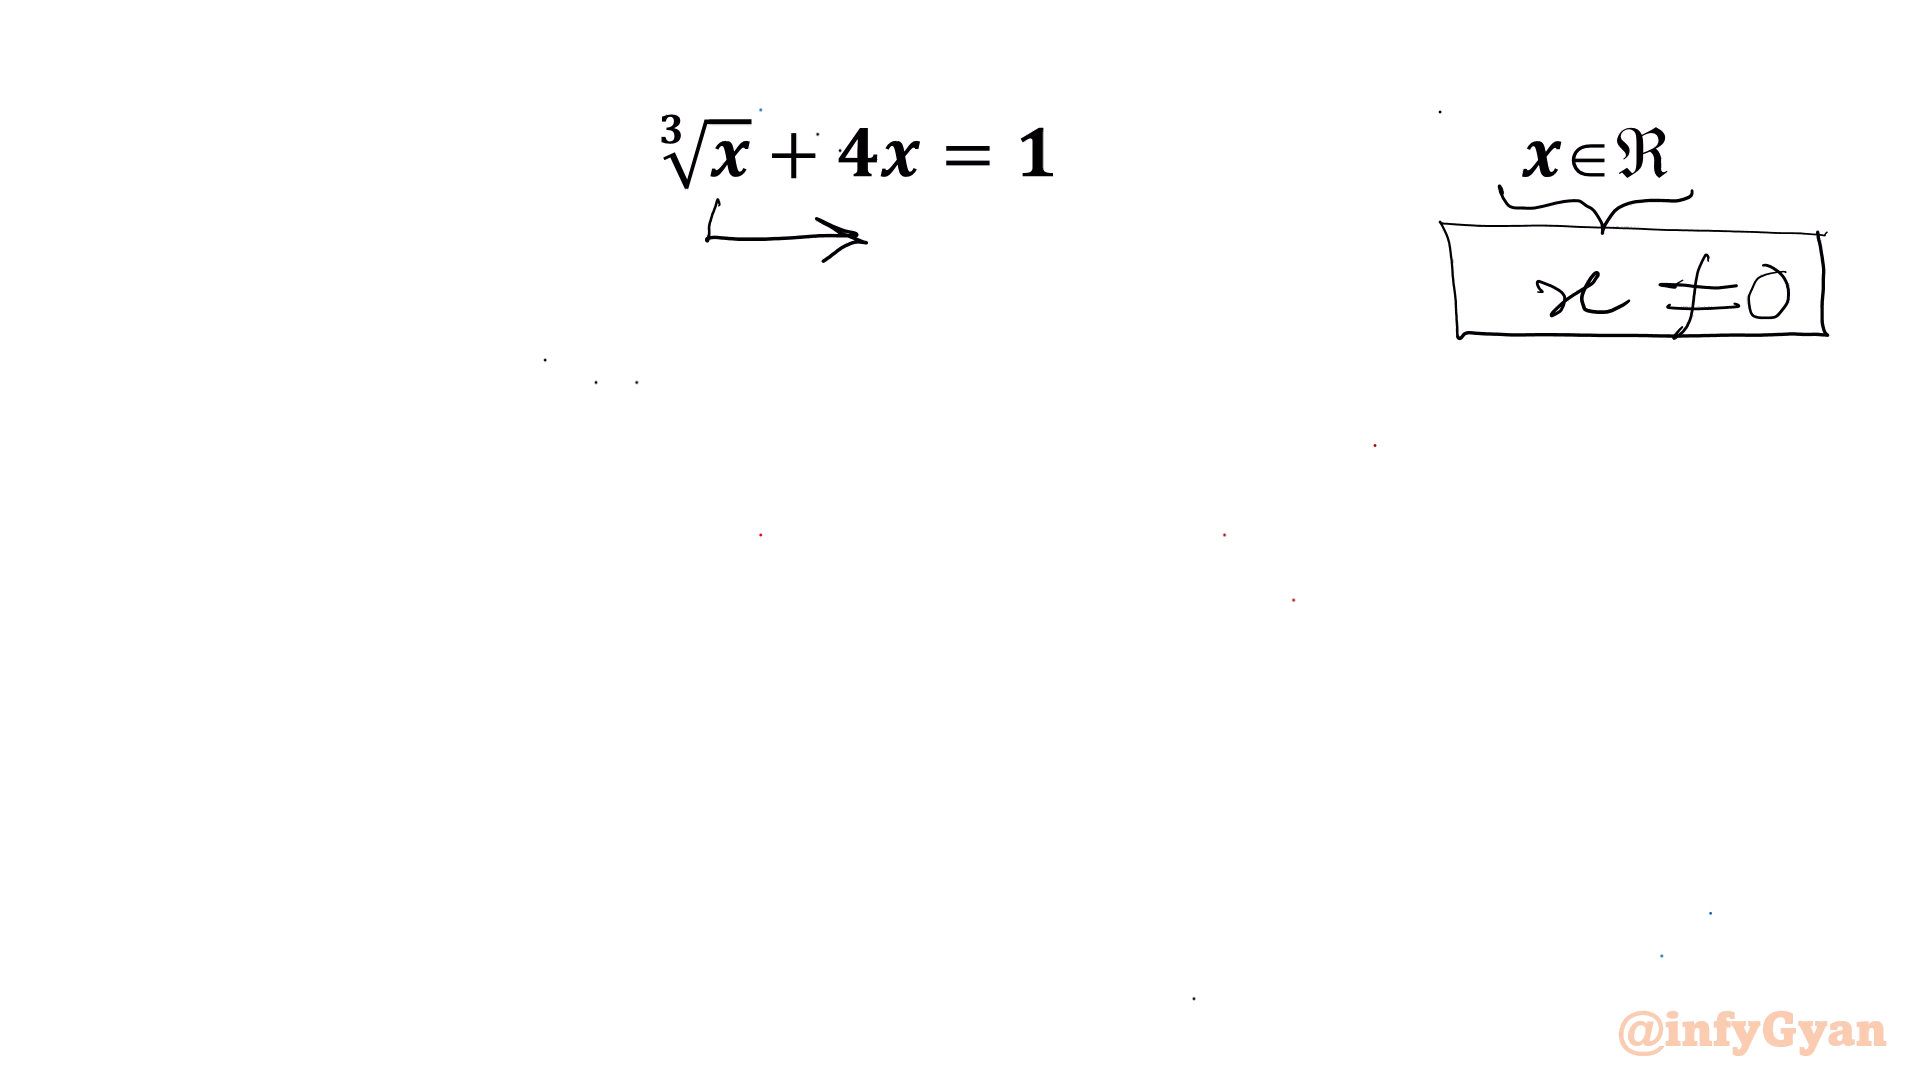 ∛x + 4x = 1
x ∈ ℜ
x ≠ 0
@infyGyan